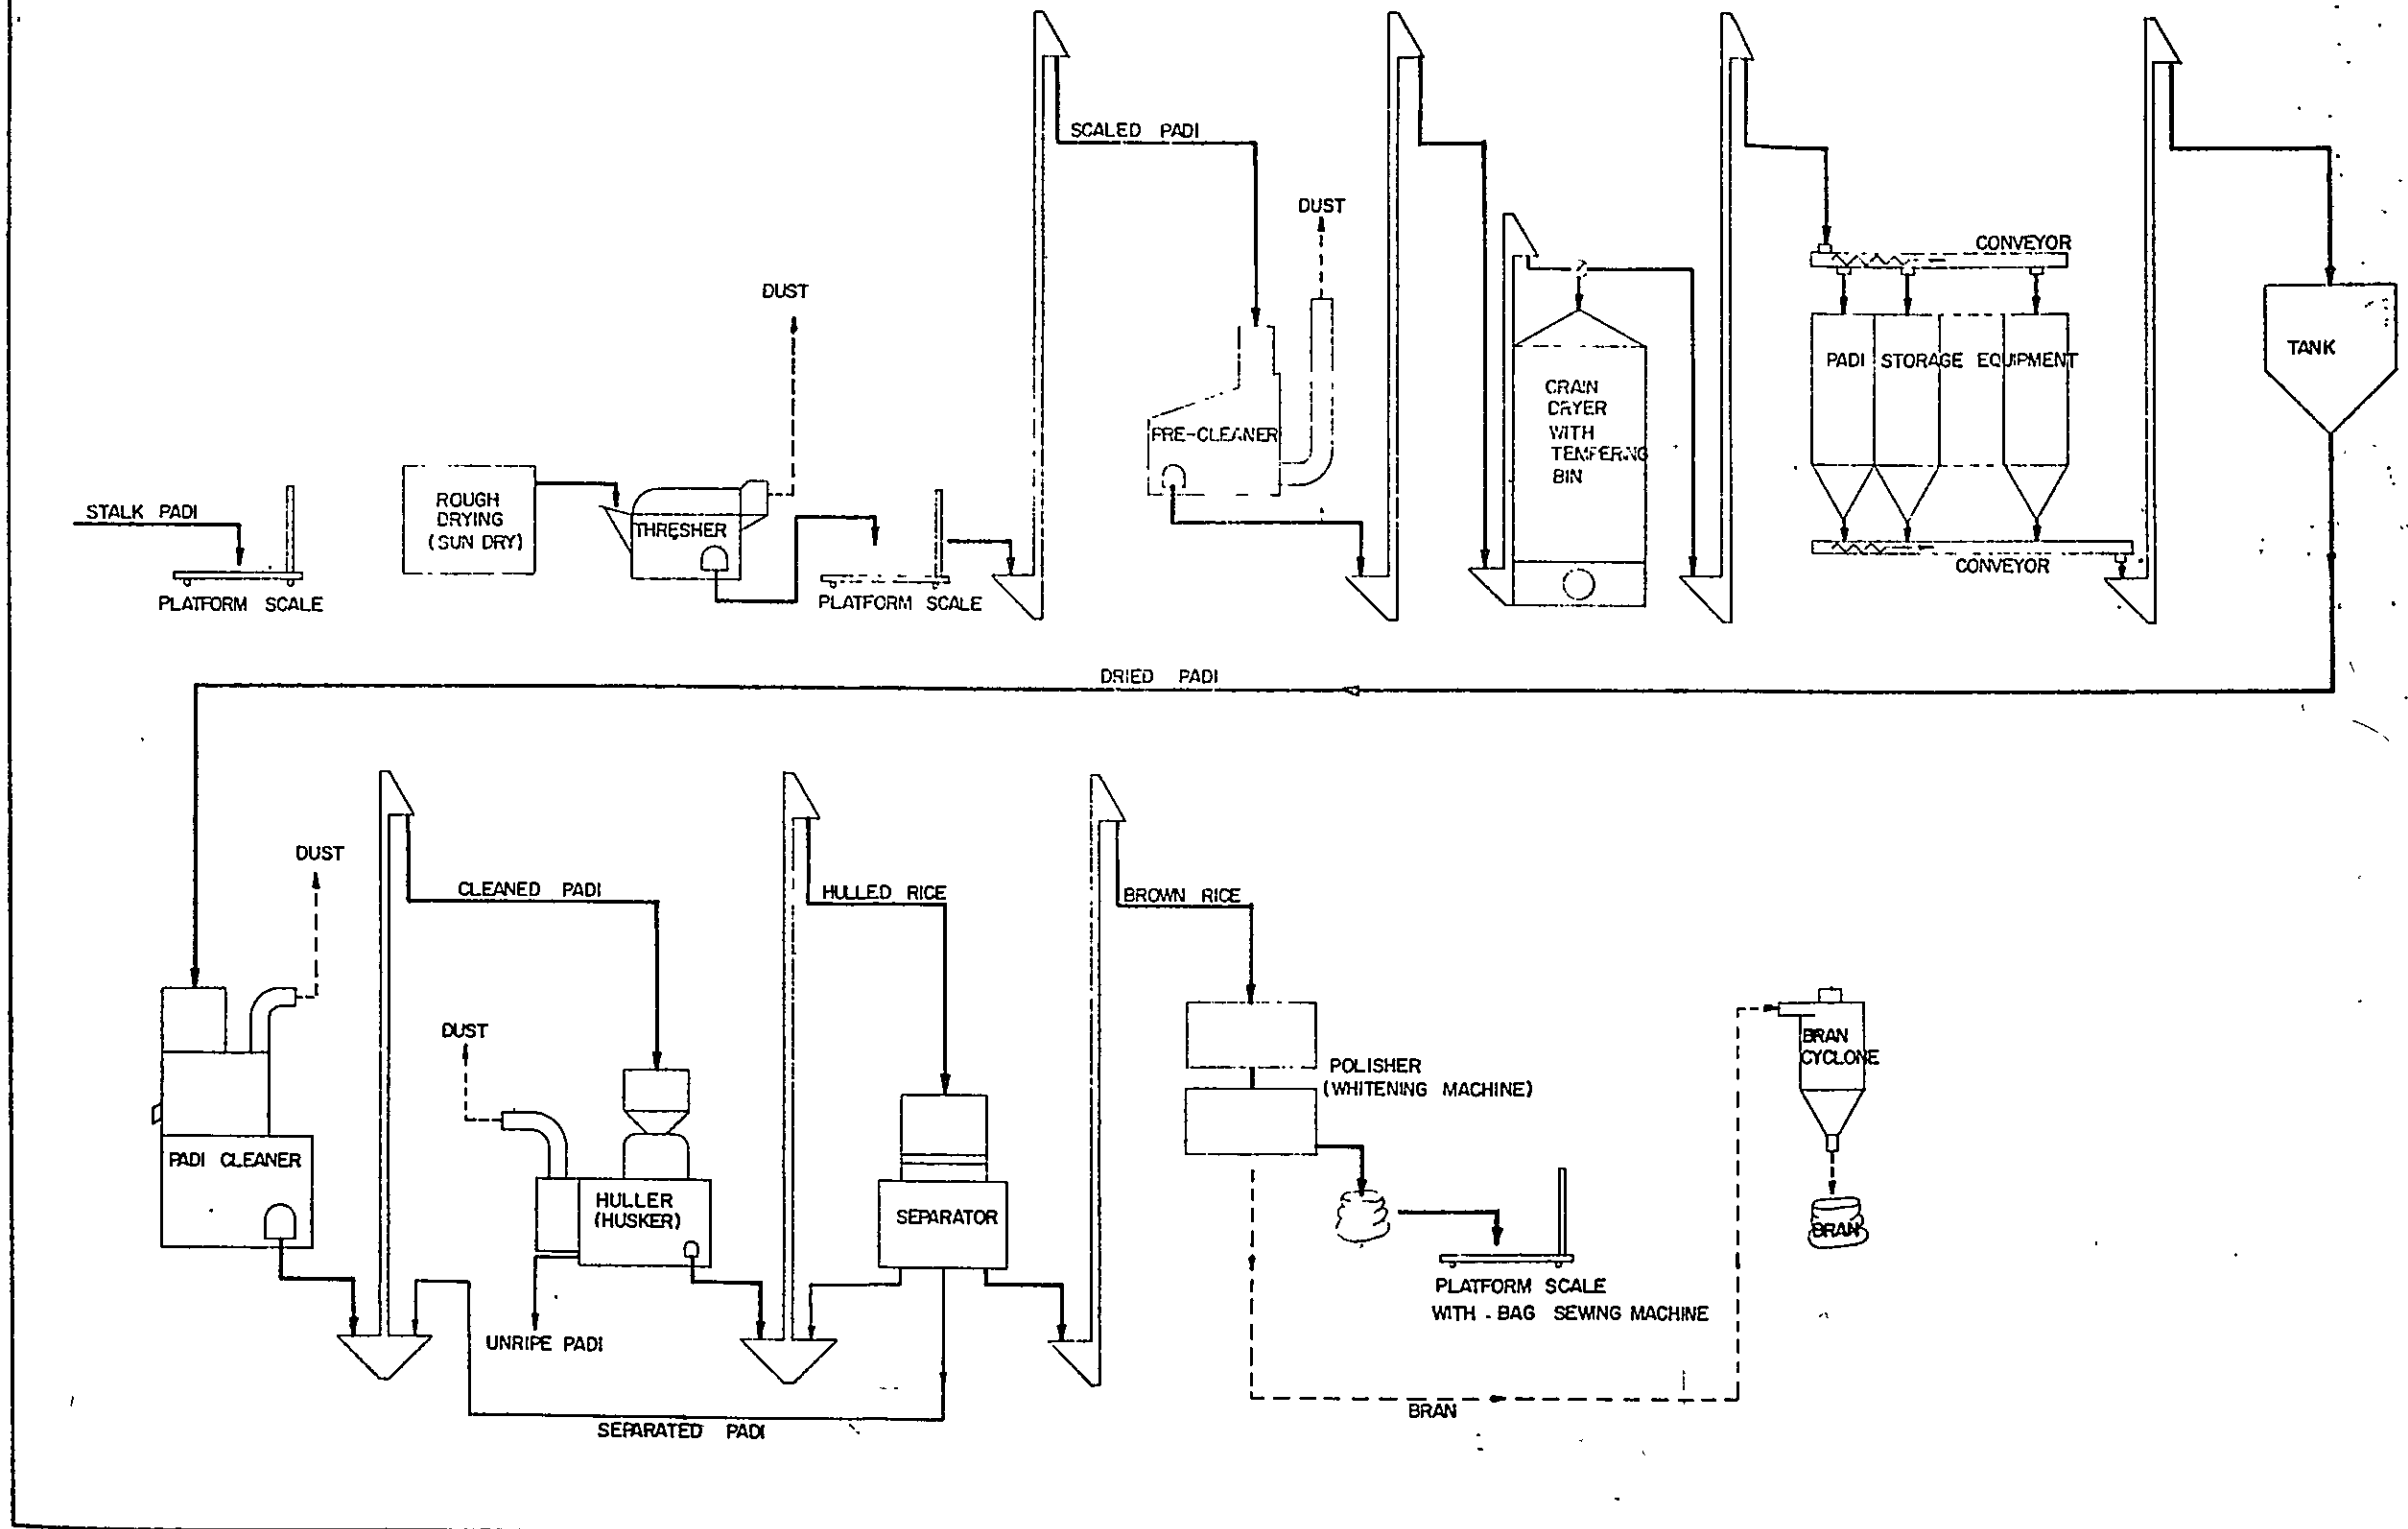 SCALED PADI
DUST
CONVEYOR
DUST
PADI STORAGE EQUIPMENT
TANK
GRAIN
DRYER
WITH
TEMPERING
BIN
PRE-CLEANER
STALK PADI
ROUGH
DRYING
(SUN DRY)
THRESHER
PLATFORM SCALE
PLATFORM SCALE
CONVEYOR
DRIED PADI
DUST
CLEANED PADI
HULLED RICE
BROWN RICE
DUST
POLISHER
(WHITENING MACHINE)
BRAN
CYCLONE
PADI CLEANER
HULLER
(HUSKER)
SEPARATOR
BRAN
UNRIPE PADI
PLATFORM SCALE
WITH - BAG SEWING MACHINE
SEPARATED PADI
BRAN